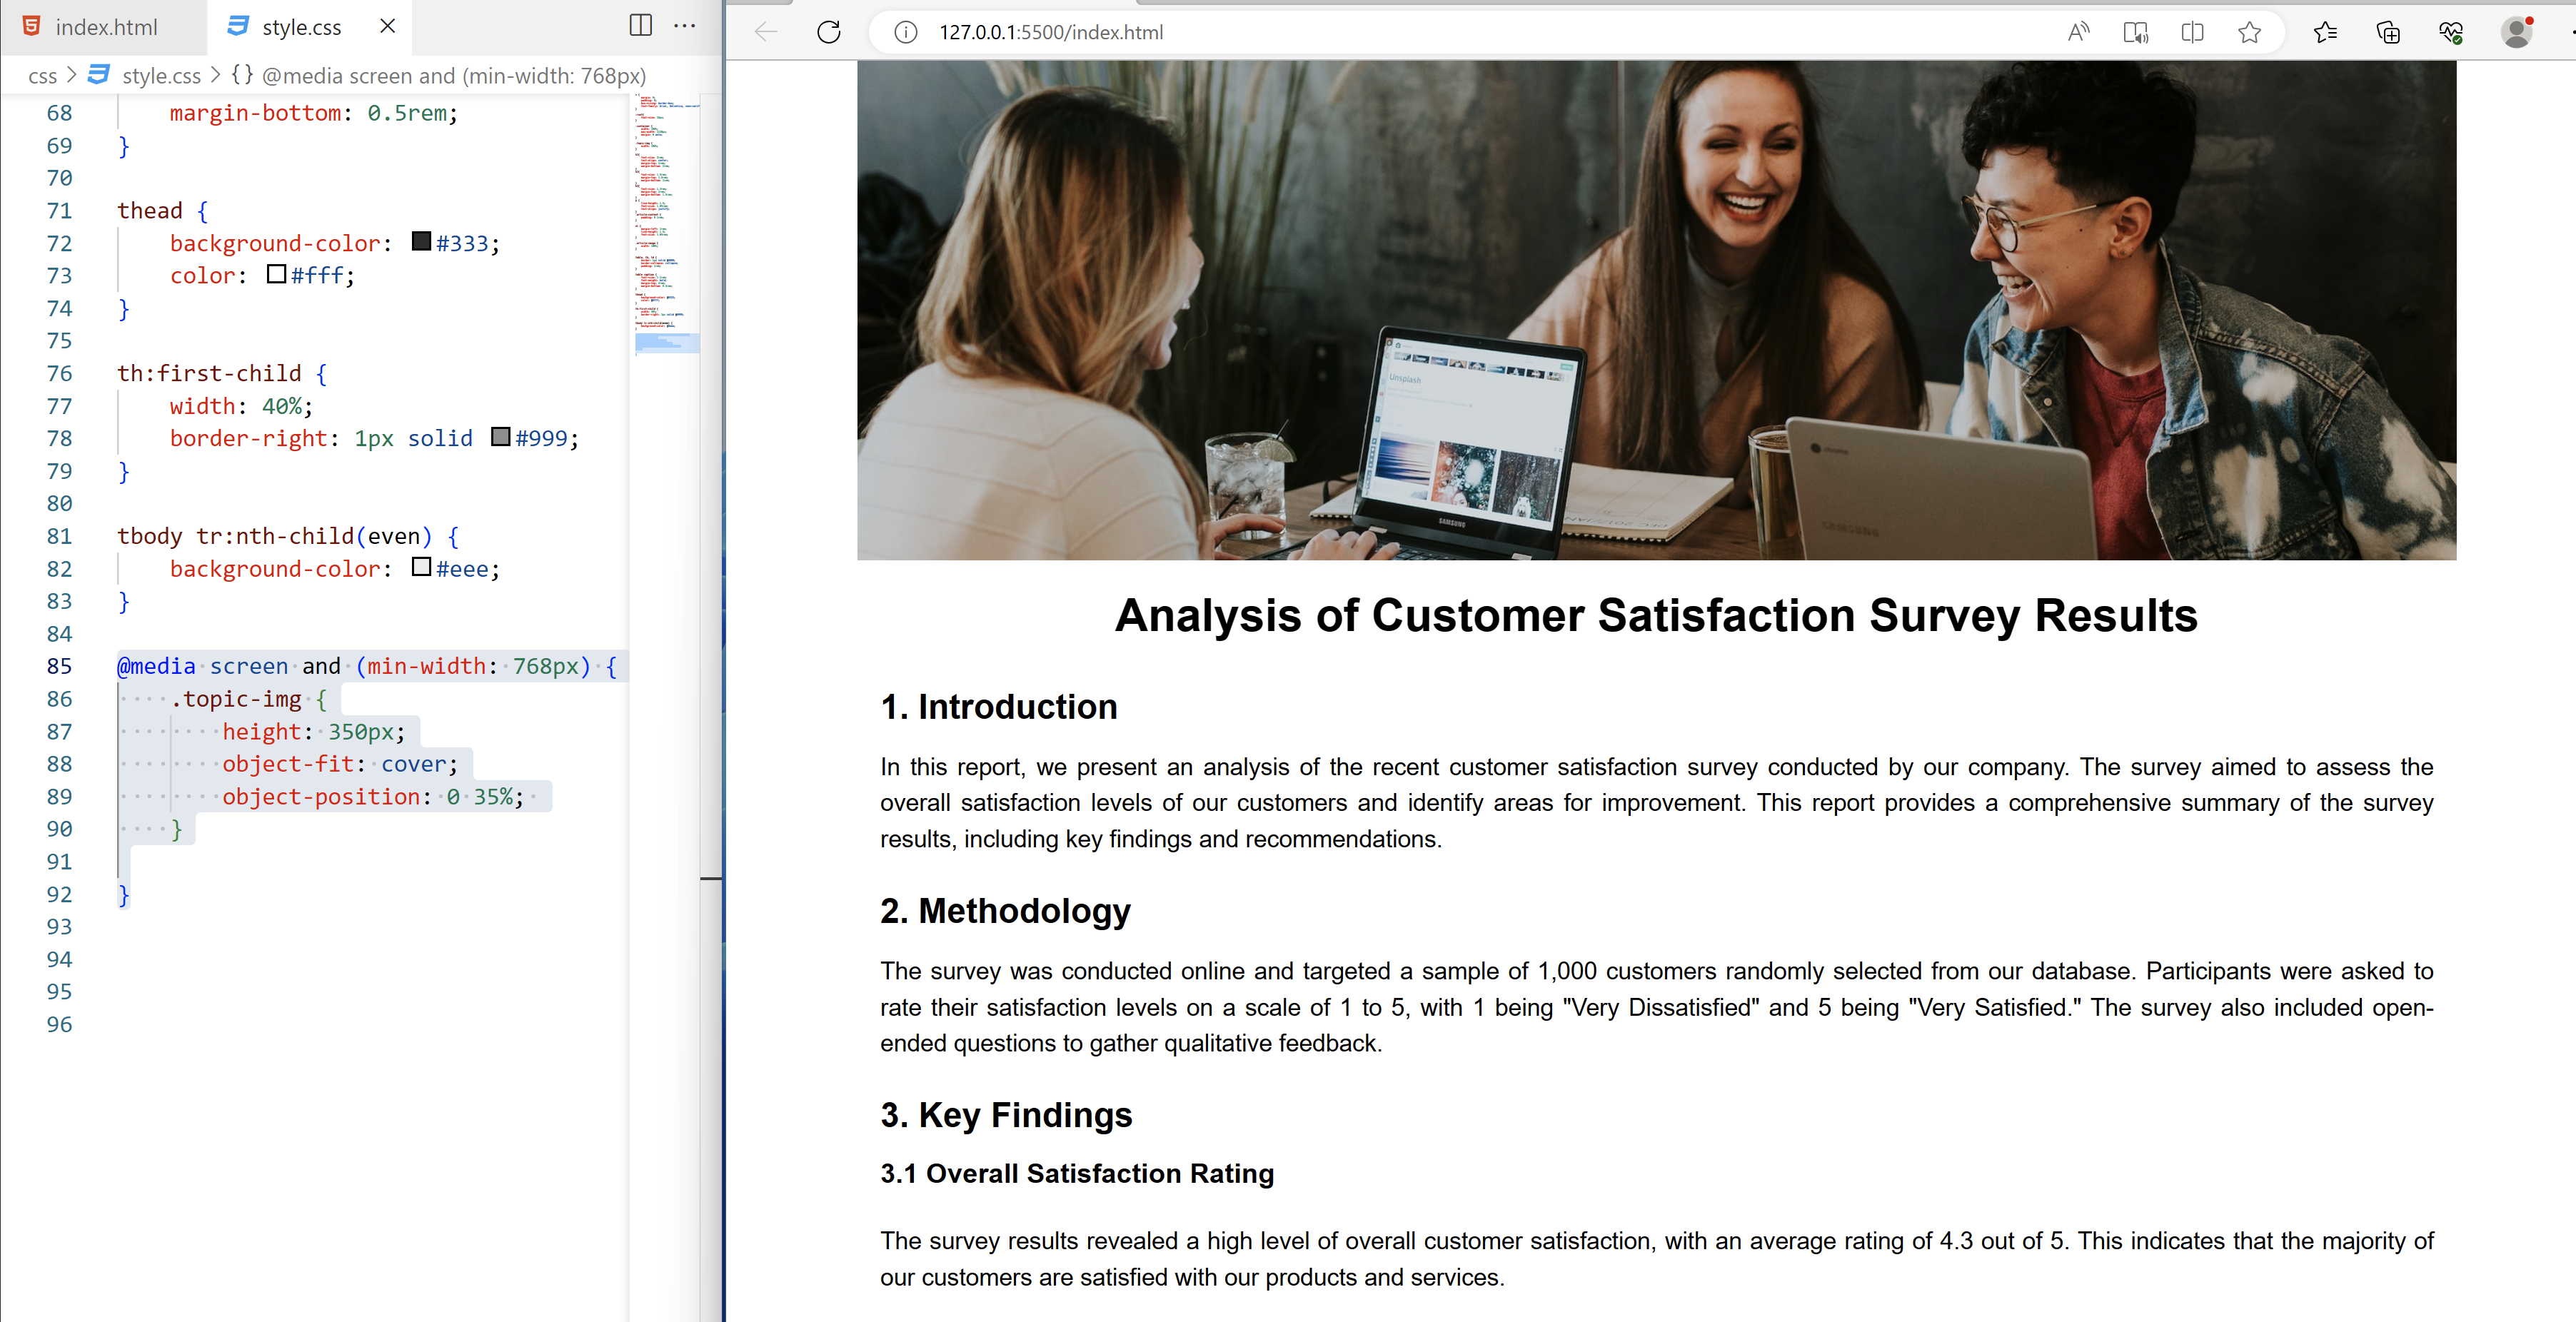 index.html
style.css
css > style.css > {} @media screen and (min-width: 768px)
68 margin-bottom: 0.5rem;
69 }
70
71 thead {
72 background-color: #333;
73 color: #fff;
74 }
75
76 th:first-child {
77 width: 40%;
78 border-right: 1px solid #999;
79 }
80
81 tbody tr:nth-child(even) {
82 background-color: #eee;
83 }
84
85 @media screen and (min-width: 768px) {
86 .topic-img {
87 height: 350px;
88 object-fit: cover;
89 object-position: 0 35%;
90 }
91
92 }
93
94
95
96
127.0.0.1:5500/index.html
Unsplash
SAMSUNG
chrome
SAMSUNG
Analysis of Customer Satisfaction Survey Results
1. Introduction
In this report, we present an analysis of the recent customer satisfaction survey conducted by our company. The survey aimed to assess the
overall satisfaction levels of our customers and identify areas for improvement. This report provides a comprehensive summary of the survey
results, including key findings and recommendations.
2. Methodology
The survey was conducted online and targeted a sample of 1,000 customers randomly selected from our database. Participants were asked to
rate their satisfaction levels on a scale of 1 to 5, with 1 being "Very Dissatisfied" and 5 being "Very Satisfied." The survey also included open-
ended questions to gather qualitative feedback.
3. Key Findings
3.1 Overall Satisfaction Rating
The survey results revealed a high level of overall customer satisfaction, with an average rating of 4.3 out of 5. This indicates that the majority of
our customers are satisfied with our products and services.